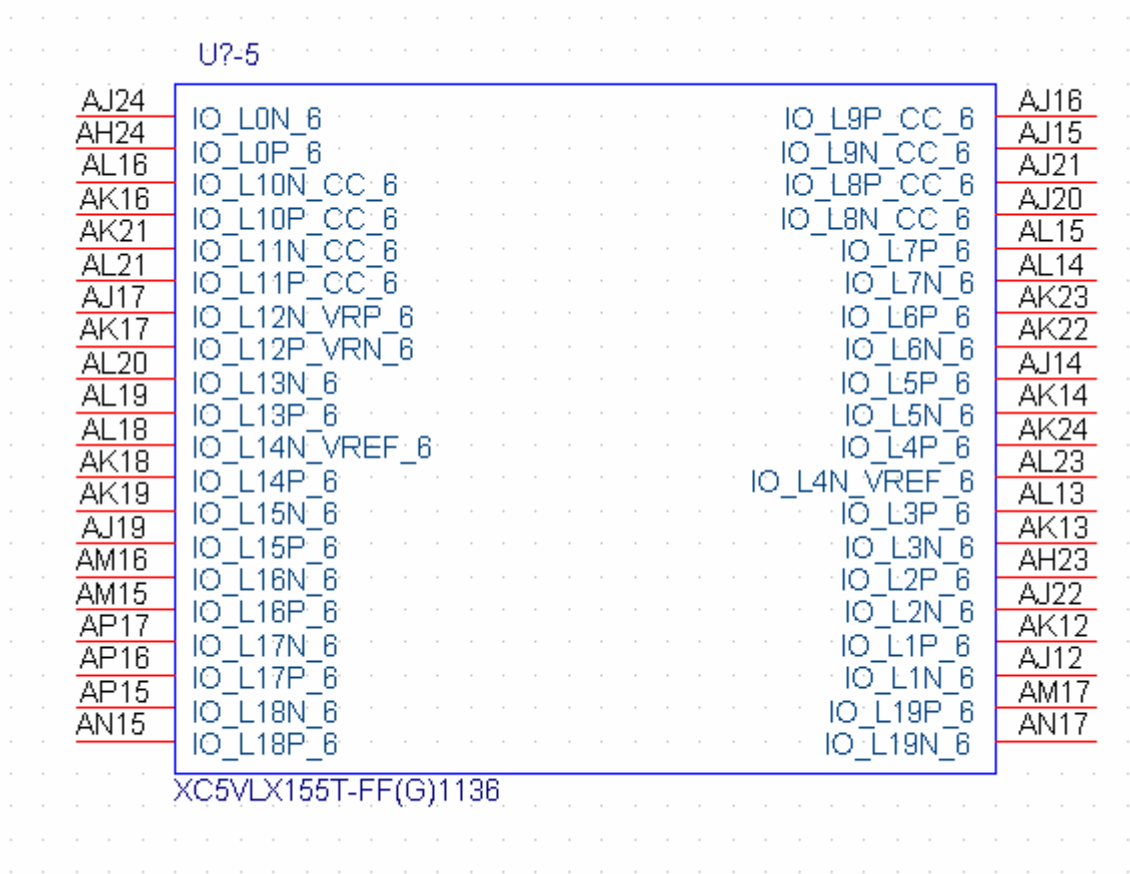 U?-5
AJ24 IO_L0N_6 IO_L9P_CC_6 AJ16
AH24 IO_L0P_6 IO_L9N_CC_6 AJ15
AL16 IO_L10N_CC_6 IO_L8P_CC_6 AJ21
AK16 IO_L10P_CC_6 IO_L8N_CC_6 AJ20
AK21 IO_L11N_CC_6 IO_L7P_6 AL15
AL21 IO_L11P_CC_6 IO_L7N_6 AL14
AJ17 IO_L12N_VRP_6 IO_L6P_6 AK23
AK17 IO_L12P_VRN_6 IO_L6N_6 AK22
AL20 IO_L13N_6 IO_L5P_6 AJ14
AL19 IO_L13P_6 IO_L5N_6 AK14
AL18 IO_L14N_VREF_6 IO_L4P_6 AK24
AK18 IO_L14P_6 IO_L4N_VREF_6 AL23
AK19 IO_L15N_6 IO_L3P_6 AL13
AJ19 IO_L15P_6 IO_L3N_6 AK13
AM16 IO_L16N_6 IO_L2P_6 AH23
AM15 IO_L16P_6 IO_L2N_6 AJ22
AP17 IO_L17N_6 IO_L1P_6 AK12
AP16 IO_L17P_6 IO_L1N_6 AJ12
AP15 IO_L18N_6 IO_L19P_6 AM17
AN15 IO_L18P_6 IO_L19N_6 AN17
XC5VLX155T-FF(G)1136